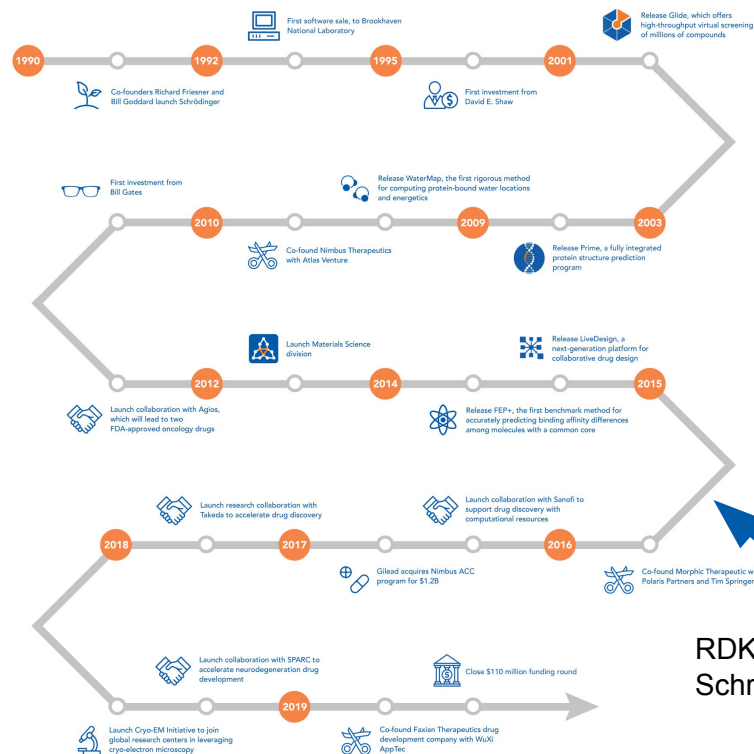 First software sale, to Brookhaven
National Laboratory
Release Glide, which offers
high-throughput virtual screening
of millions of compounds
1990
1992
1995
2001
Co-founders Richard Friesner and
Bill Goddard launch Schrödinger
First investment from
David E. Shaw
First investment from
Bill Gates
Release WaterMap, the first rigorous method
for computing protein-bound water locations
and energetics
2010
2009
2003
Co-found Nimbus Therapeutics
with Atlas Venture
Release Prime, a fully integrated
protein structure prediction
program
Launch Materials Science
division
Release LiveDesign, a
next-generation platform for
collaborative drug design
2012
2014
2015
Launch collaboration with Agios,
which will lead to two
FDA-approved oncology drugs
Release FEP+, the first benchmark method for
accurately predicting binding affinity differences
among molecules with a common core
Launch research collaboration with
Takeda to accelerate drug discovery
Launch collaboration with Sanofi to
support drug discovery with
computational resources
2018
2017
2016
Gilead acquires Nimbus ACC
program for $1.2B
Co-found Morphic Therapeutic w
Polaris Partners and Tim Springer
RDK
Schr
Launch collaboration with SPARC to
accelerate neurodegeneration drug
development
Close $110 million funding round
2019
Launch Cryo-EM Initiative to join
global research centers in leveraging
cryo-electron microscopy
Co-found Faxian Therapeutics drug
development company with WuXi
AppTec